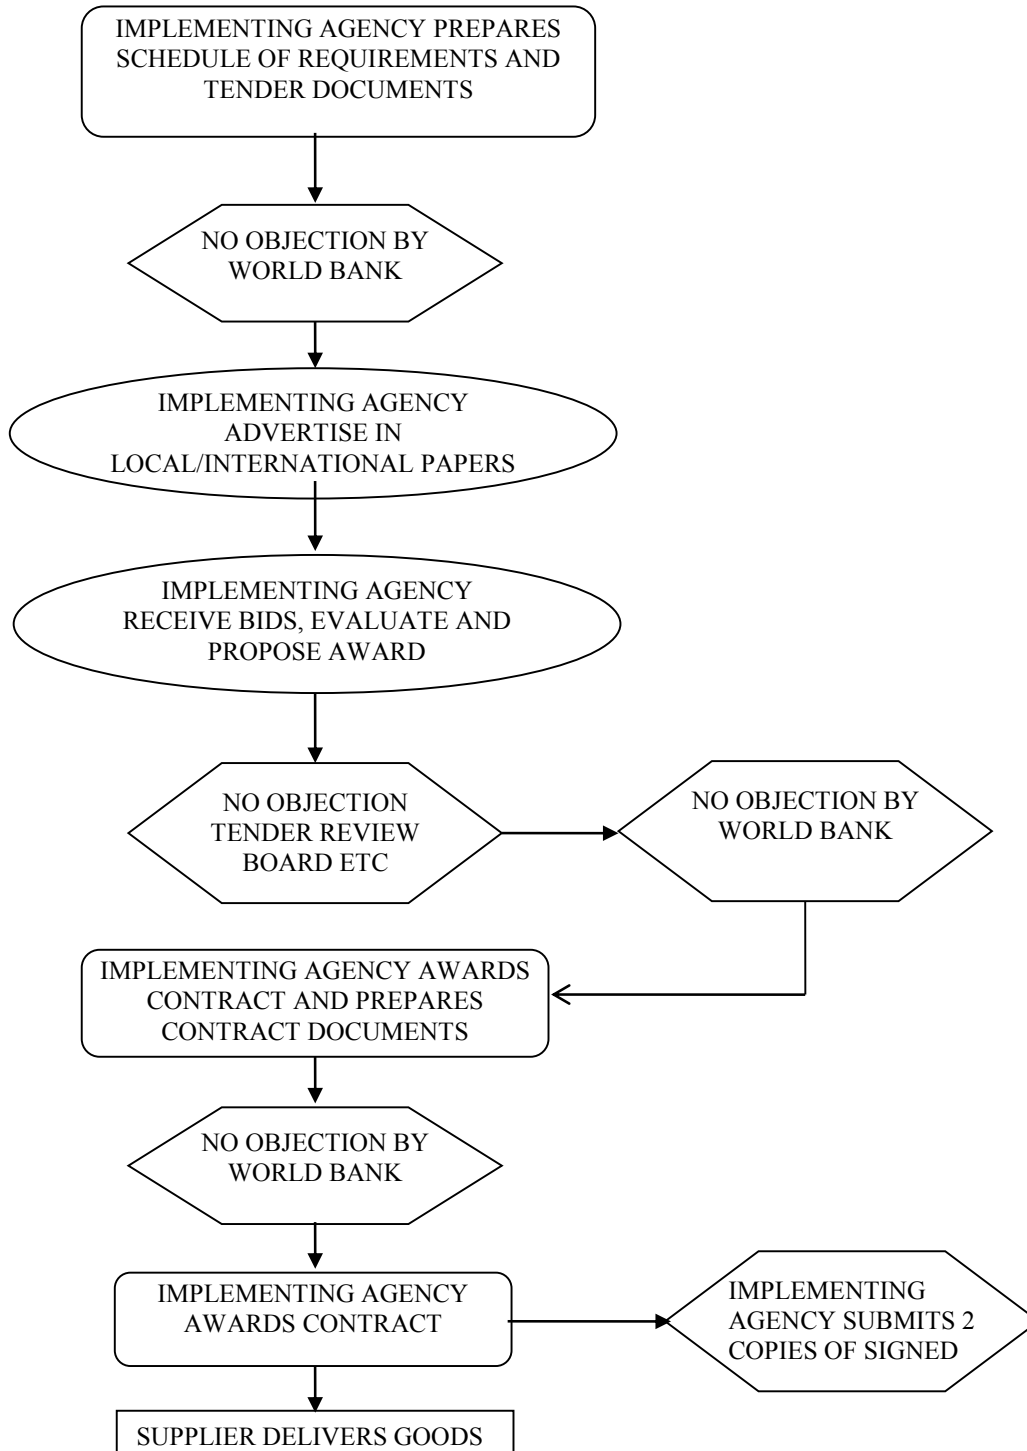 IMPLEMENTING AGENCY PREPARES
SCHEDULE OF REQUIREMENTS AND
TENDER DOCUMENTS
NO OBJECTION BY
WORLD BANK
IMPLEMENTING AGENCY
ADVERTISE IN
LOCAL/INTERNATIONAL PAPERS
IMPLEMENTING AGENCY
RECEIVE BIDS, EVALUATE AND
PROPOSE AWARD
NO OBJECTION
TENDER REVIEW
BOARD ETC
NO OBJECTION BY
WORLD BANK
IMPLEMENTING AGENCY AWARDS
CONTRACT AND PREPARES
CONTRACT DOCUMENTS
NO OBJECTION BY
WORLD BANK
IMPLEMENTING AGENCY
AWARDS CONTRACT
IMPLEMENTING
AGENCY SUBMITS 2
COPIES OF SIGNED
SUPPLIER DELIVERS GOODS